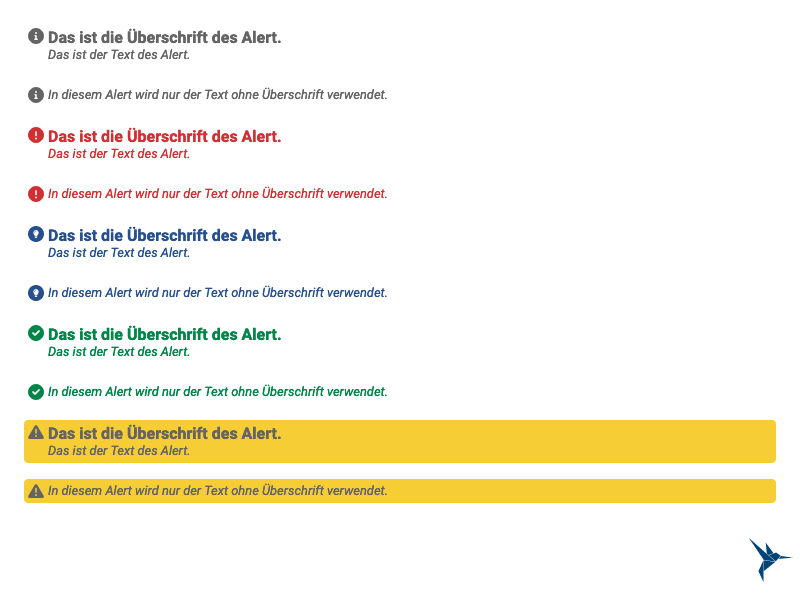 Das ist die Überschrift des Alert.
Das ist der Text des Alert.
In diesem Alert wird nur der Text ohne Überschrift verwendet.
Das ist die Überschrift des Alert.
Das ist der Text des Alert.
In diesem Alert wird nur der Text ohne Überschrift verwendet.
Das ist die Überschrift des Alert.
Das ist der Text des Alert.
In diesem Alert wird nur der Text ohne Überschrift verwendet.
Das ist die Überschrift des Alert.
Das ist der Text des Alert.
In diesem Alert wird nur der Text ohne Überschrift verwendet.
Das ist die Überschrift des Alert.
Das ist der Text des Alert.
In diesem Alert wird nur der Text ohne Überschrift verwendet.